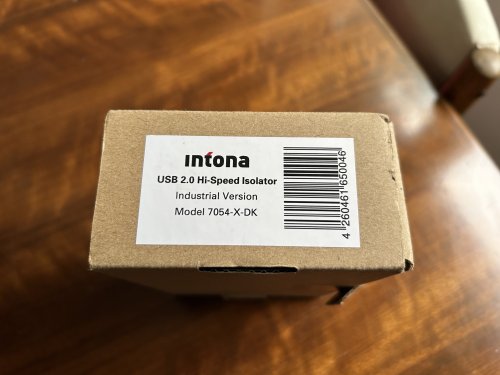 intona
USB 2.0 Hi-Speed Isolator
Industrial Version
Model 7054-X-DK
4 260461 650046